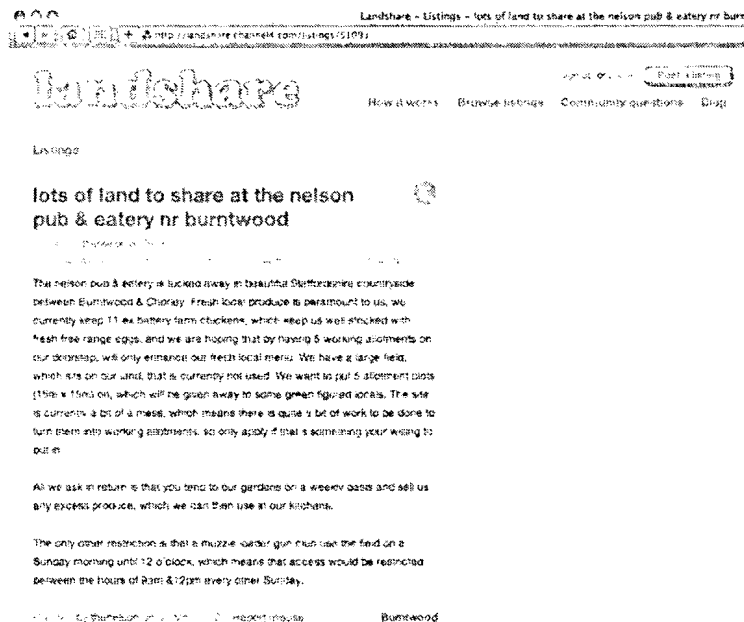 Landshare - Listings - lots of land to share at the nelson pub & eatery nr
landshare
How it works Browse listings Community questions Blog
Listings
lots of land to share at the nelson
pub & eatery nr burntwood
The nelson pub & eatery is tucked away in beautiful Staffordshire countryside
between Burntwood & Chorley. Fresh local produce is paramount to us, we
currently keep 11 ex battery farm chickens, which keep us well stocked with
fresh free range eggs, and we are hoping that by having 5 working allotments on
our doorstep, will only enhance our fresh local menu. We have a large field,
which sits on our land, that is currently not used. We want to put 5 allotment plots
(15m x 15m) on, which will be given away to some green figured locals. The site
is currently a bit of a mess, which means there is quite a bit of work to be done to
turn them into working allotments, so only apply if that is something your willing to
put in
All we ask in return is that you tend to our gardens on a weekly basis and sell us
any excess produce, which we can then use in our kitchens.
The only other restriction is that a muzzle loader gun club use the field on a
Sunday morning until 12 o'clock, which means that access would be restricted
between the hours of 9am & 12pm every other Sunday.
Burntwood